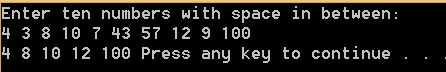 Enter ten numbers with space in between:
4 3 8 10 7 43 57 12 9 100
4 8 10 12 100 Press any key to continue . .